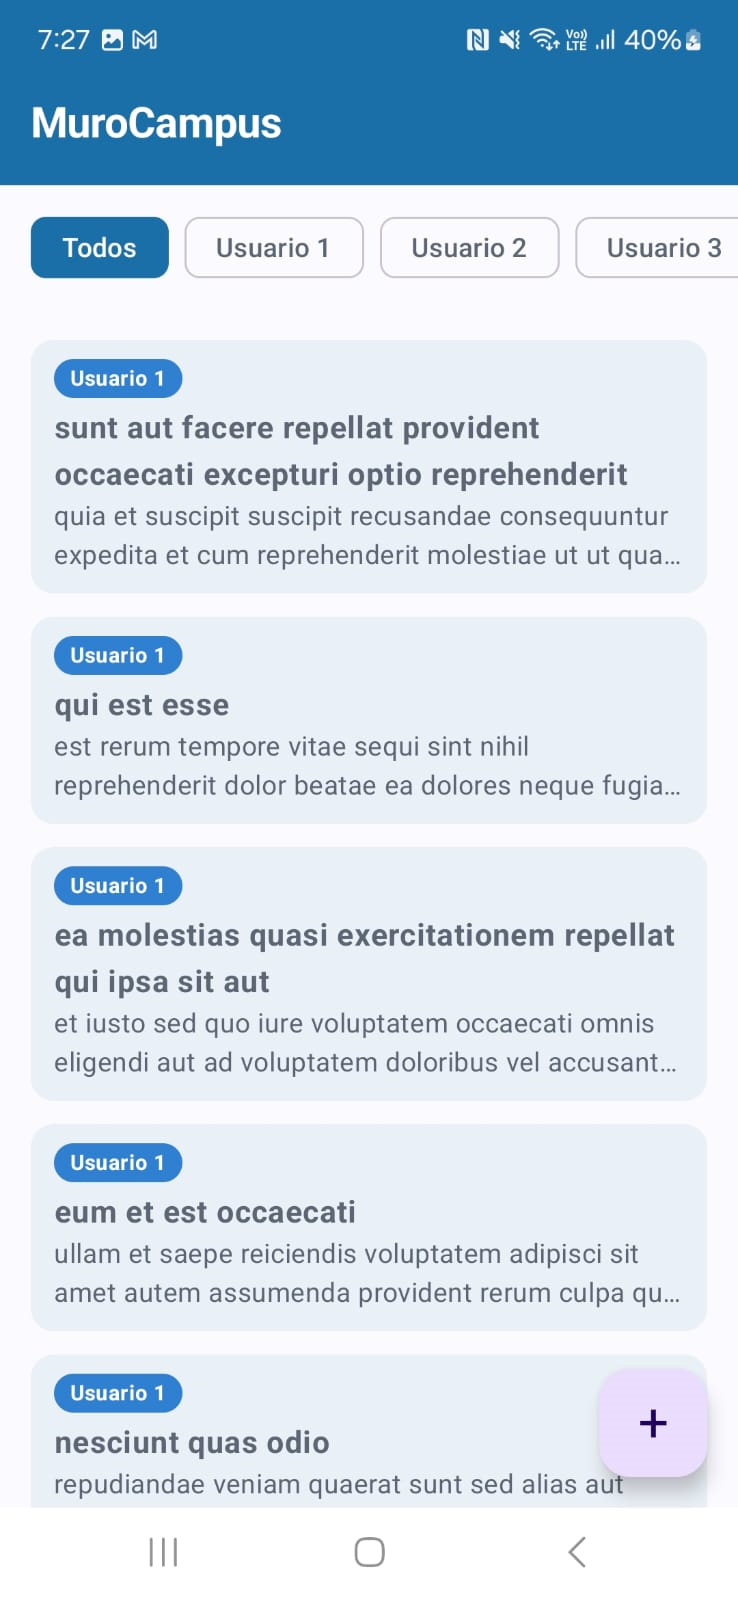 7:27
Vo))
LTE
40%
MuroCampus
Todos
Usuario 1
Usuario 2
Usuario 3
Usuario 1
sunt aut facere repellat provident
occaecati excepturi optio reprehenderit
quia et suscipit suscipit recusandae consequuntur
expedita et cum reprehenderit molestiae ut ut qua...
Usuario 1
qui est esse
est rerum tempore vitae sequi sint nihil
reprehenderit dolor beatae ea dolores neque fugia...
Usuario 1
ea molestias quasi exercitationem repellat
qui ipsa sit aut
et iusto sed quo iure voluptatem occaecati omnis
eligendi aut ad voluptatem doloribus vel accusant...
Usuario 1
eum et est occaecati
ullam et saepe reiciendis voluptatem adipisci sit
amet autem assumenda provident rerum culpa qu...
Usuario 1
nesciunt quas odio
repudiandae veniam quaerat sunt sed alias aut
+